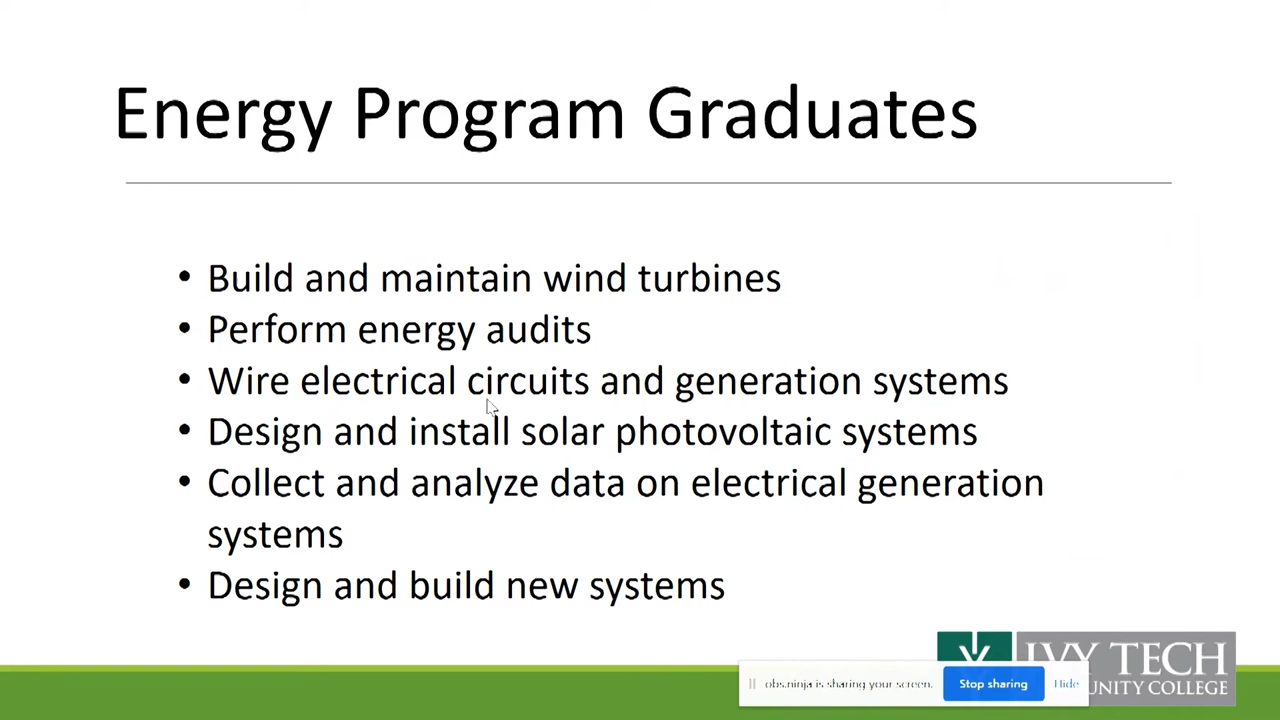 Energy Program Graduates
• Build and maintain wind turbines
• Perform energy audits
• Wire electrical circuits and generation systems
• Design and install solar photovoltaic systems
• Collect and analyze data on electrical generation
systems
• Design and build new systems
IVY TECH
UNITY COLLEGE
obs.ninja is sharing your screen.
Stop sharing
Hide